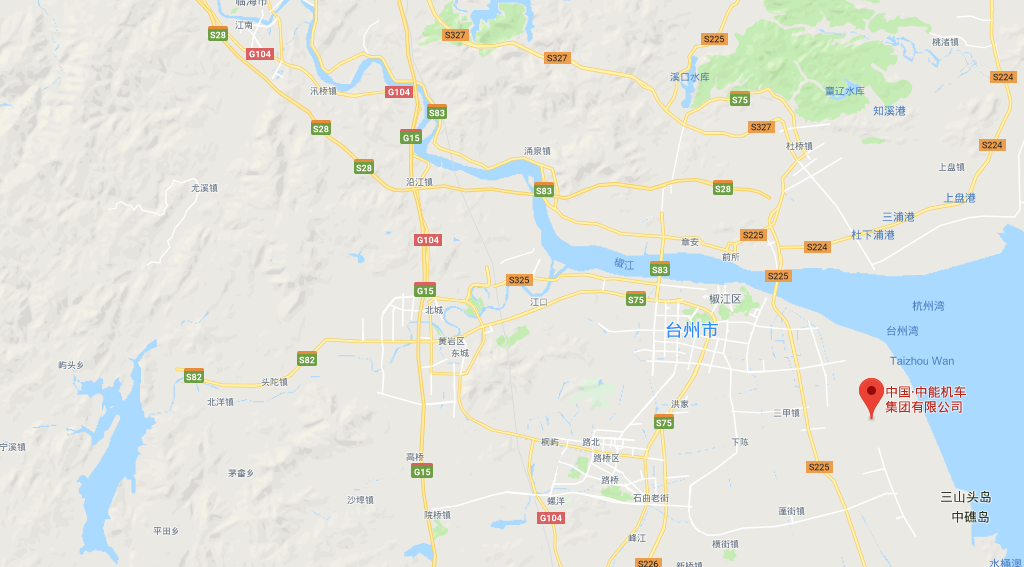 临海市
江南
S28
G104
S327
S327
S225
桃渚镇
S224
溪口水库
童辽水库
知溪港
汛桥镇
G104
S83
S75
S28
G15
S327
S224
杜桥镇
涌泉镇
上盘镇
S28
沿江镇
尤溪镇
S83
S28
上盘港
三浦港
杜下浦港
G104
S225
章安
S224
前所
椒江
S83
S225
S325
G15
S75
江口
椒江区
北城
杭州湾
台州市
台州湾
黄岩区
东城
Taizhou Wan
S82
屿头乡
S82
头陀镇
中国·中能机车
集团有限公司
北洋镇
洪家
三甲镇
S75
宁溪镇
桐屿
路北
下陈
高桥
路桥区
S225
G15
茅畲乡
路桥
沙埠镇
螺洋
石曲老街
三山头岛
院桥镇
G104
蓬街镇
中礁岛
平田乡
峰江
横街镇
S226
新桥镇
水桶澳